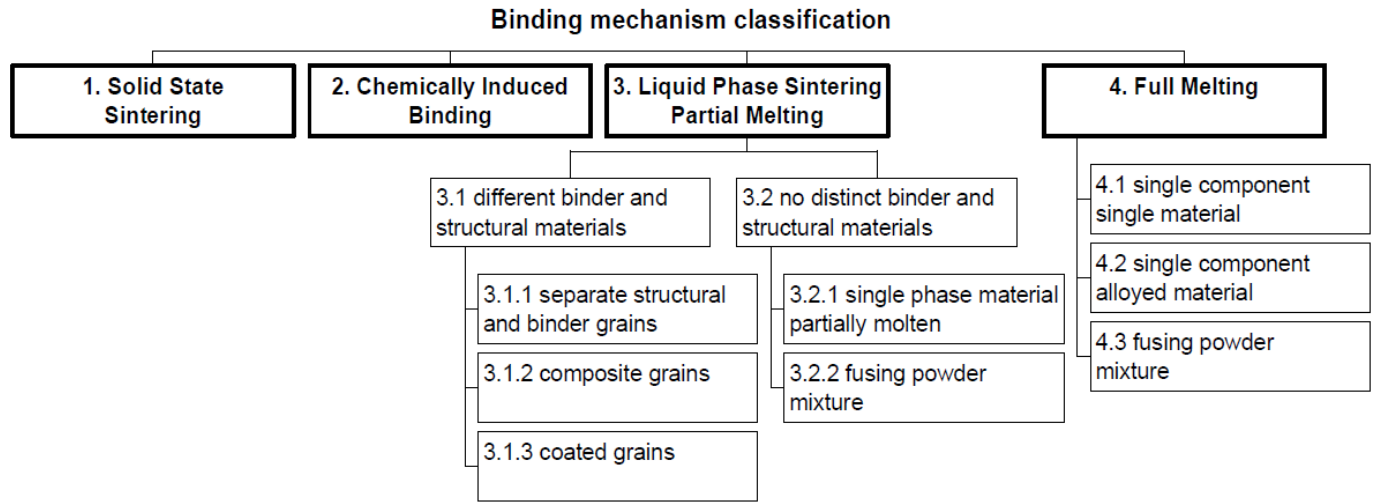 Binding mechanism classification
1. Solid State
Sintering
2. Chemically Induced
Binding
3. Liquid Phase Sintering
Partial Melting
4. Full Melting
3.1 different binder and
structural materials
3.2 no distinct binder and
structural materials
3.1.1 separate structural
and binder grains
3.1.2 composite grains
3.1.3 coated grains
3.2.1 single phase material
partially molten
3.2.2 fusing powder
mixture
4.1 single component
single material
4.2 single component
alloyed material
4.3 fusing powder
mixture